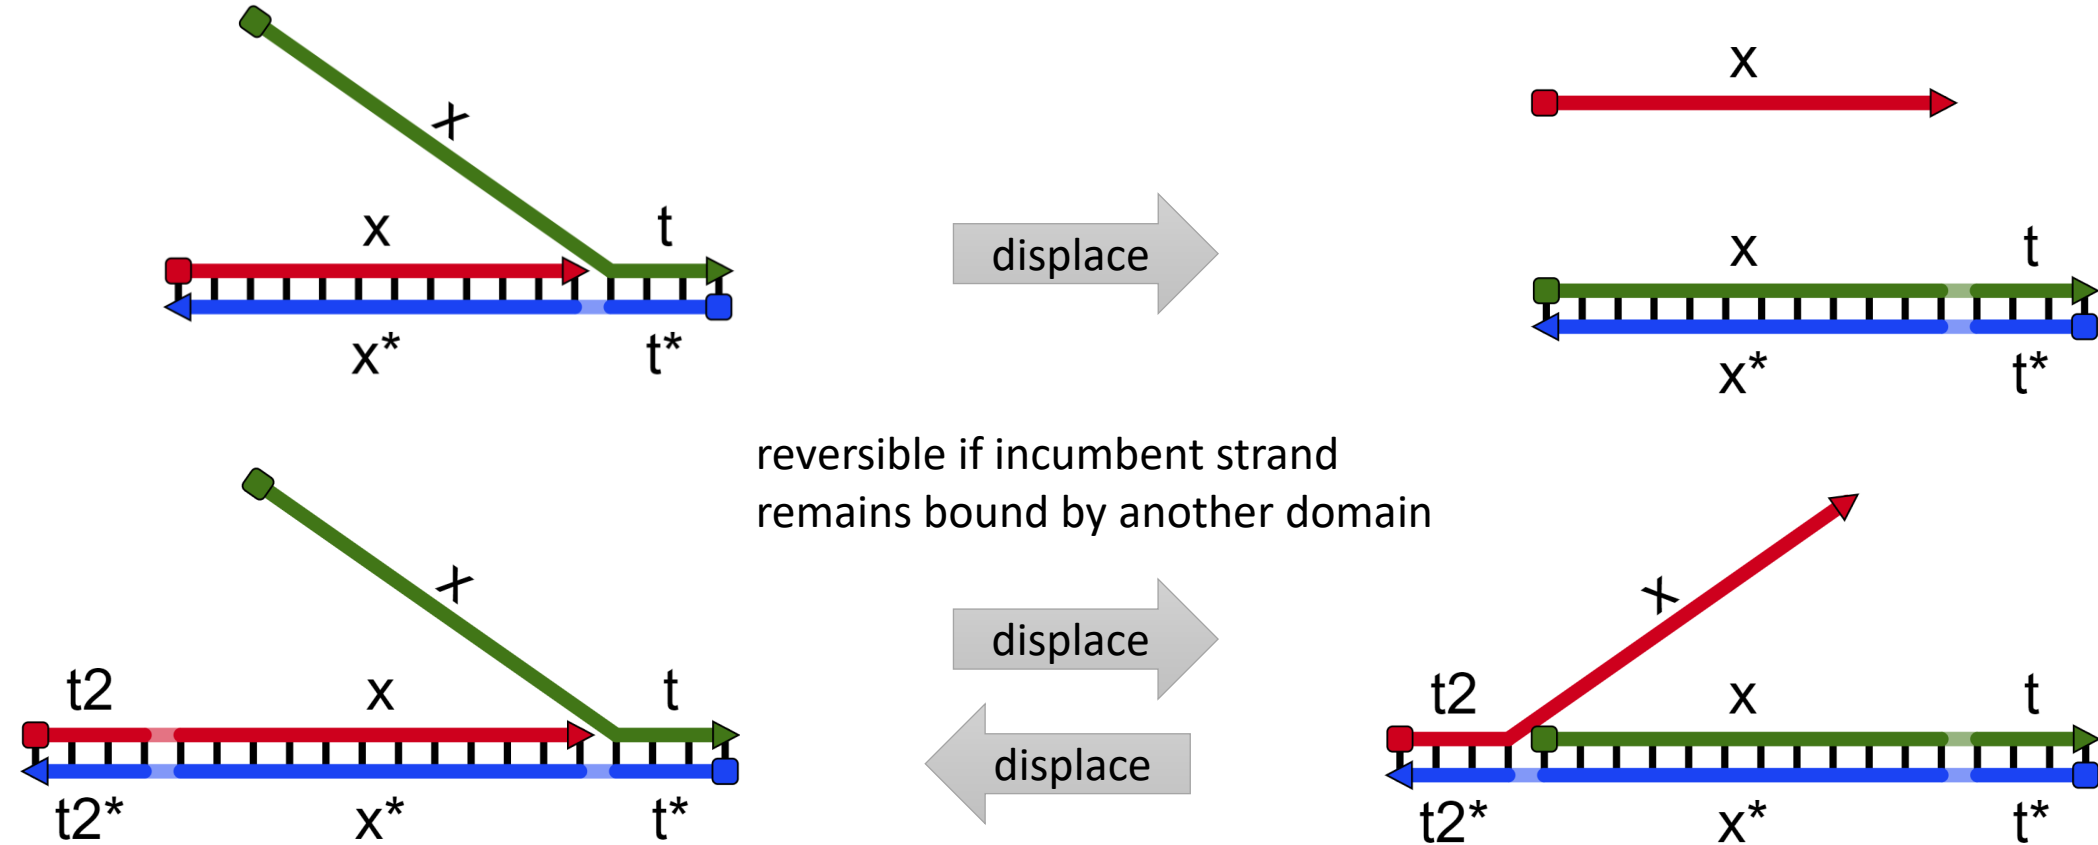 x
x
x t
displace
x t
x* t*
x* t*
reversible if incumbent strand
remains bound by another domain
x
x
displace
t2 x t
t2 x t
displace
t2* x* t*
t2* x* t*